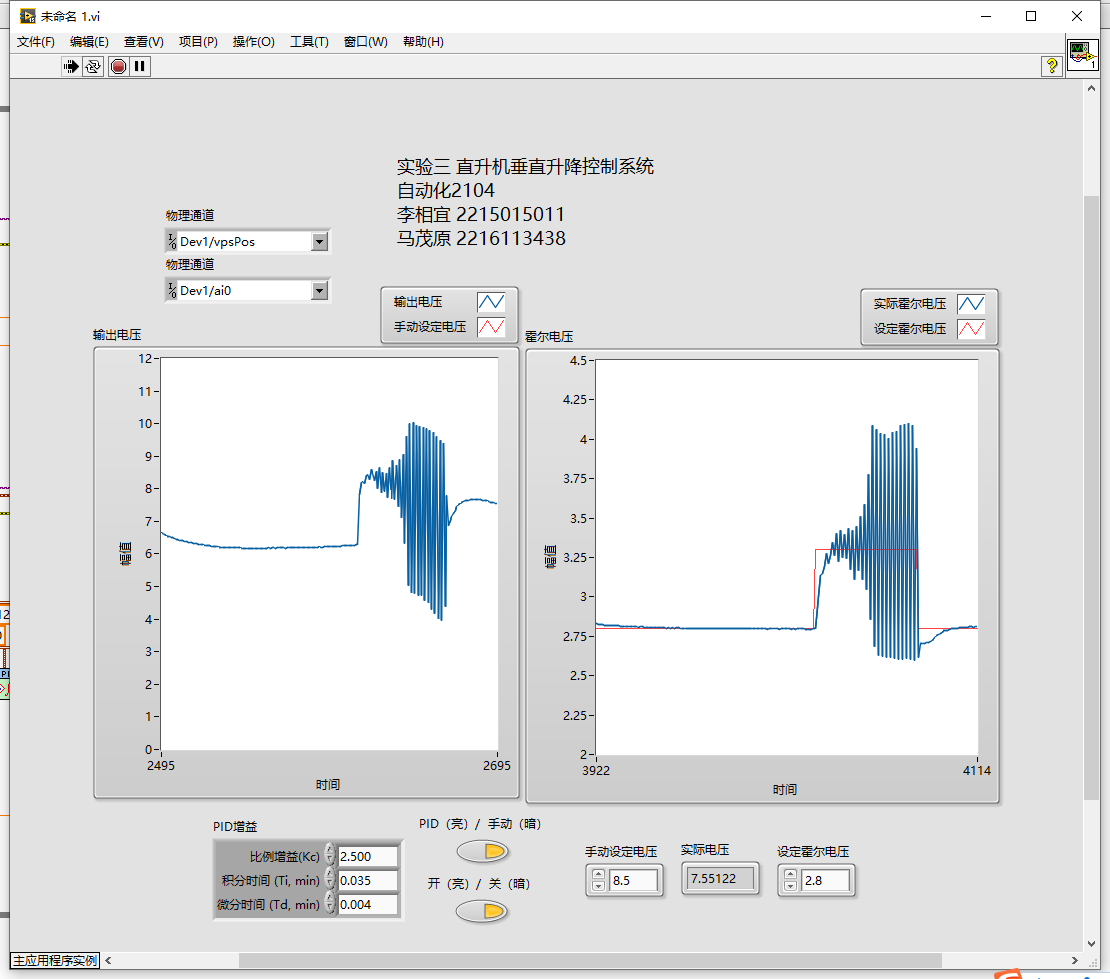 未命名 1.vi
文件(F) 编辑(E) 查看(V) 项目(P) 操作(O) 工具(T) 窗口(W) 帮助(H)
?
1
实验三 直升机垂直升降控制系统
自动化2104
李相宜 2215015011
马茂原 2216113438
物理通道
Dev1/vpsPos
物理通道
Dev1/ai0
输出电压
手动设定电压
实际霍尔电压
设定霍尔电压
输出电压
12
11
10
9
8
7
6
5
4
3
2
1
0
幅值
2495 2695
时间
霍尔电压
4.5
4.25
4
3.75
3.5
3.25
3
2.75
2.5
2.25
2
幅值
3922 4114
时间
PID增益
比例增益(Kc) 2.500
积分时间 (Ti, min) 0.035
微分时间 (Td, min) 0.004
PID（亮）/ 手动（暗）
开（亮）/ 关（暗）
手动设定电压
8.5
实际电压
7.55122
设定霍尔电压
2.8
主应用程序实例